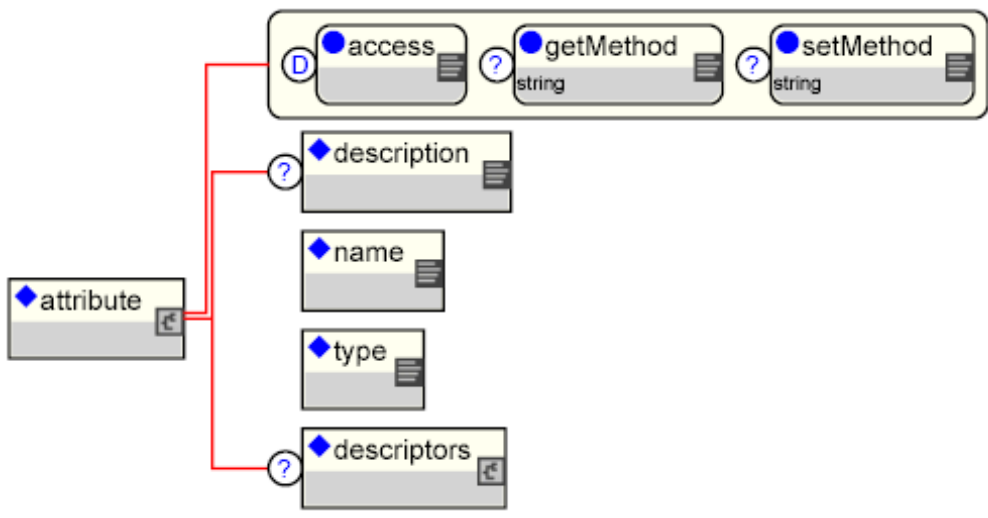 D access ? getMethod ? setMethod
string string
? description
name
attribute
type
? descriptors